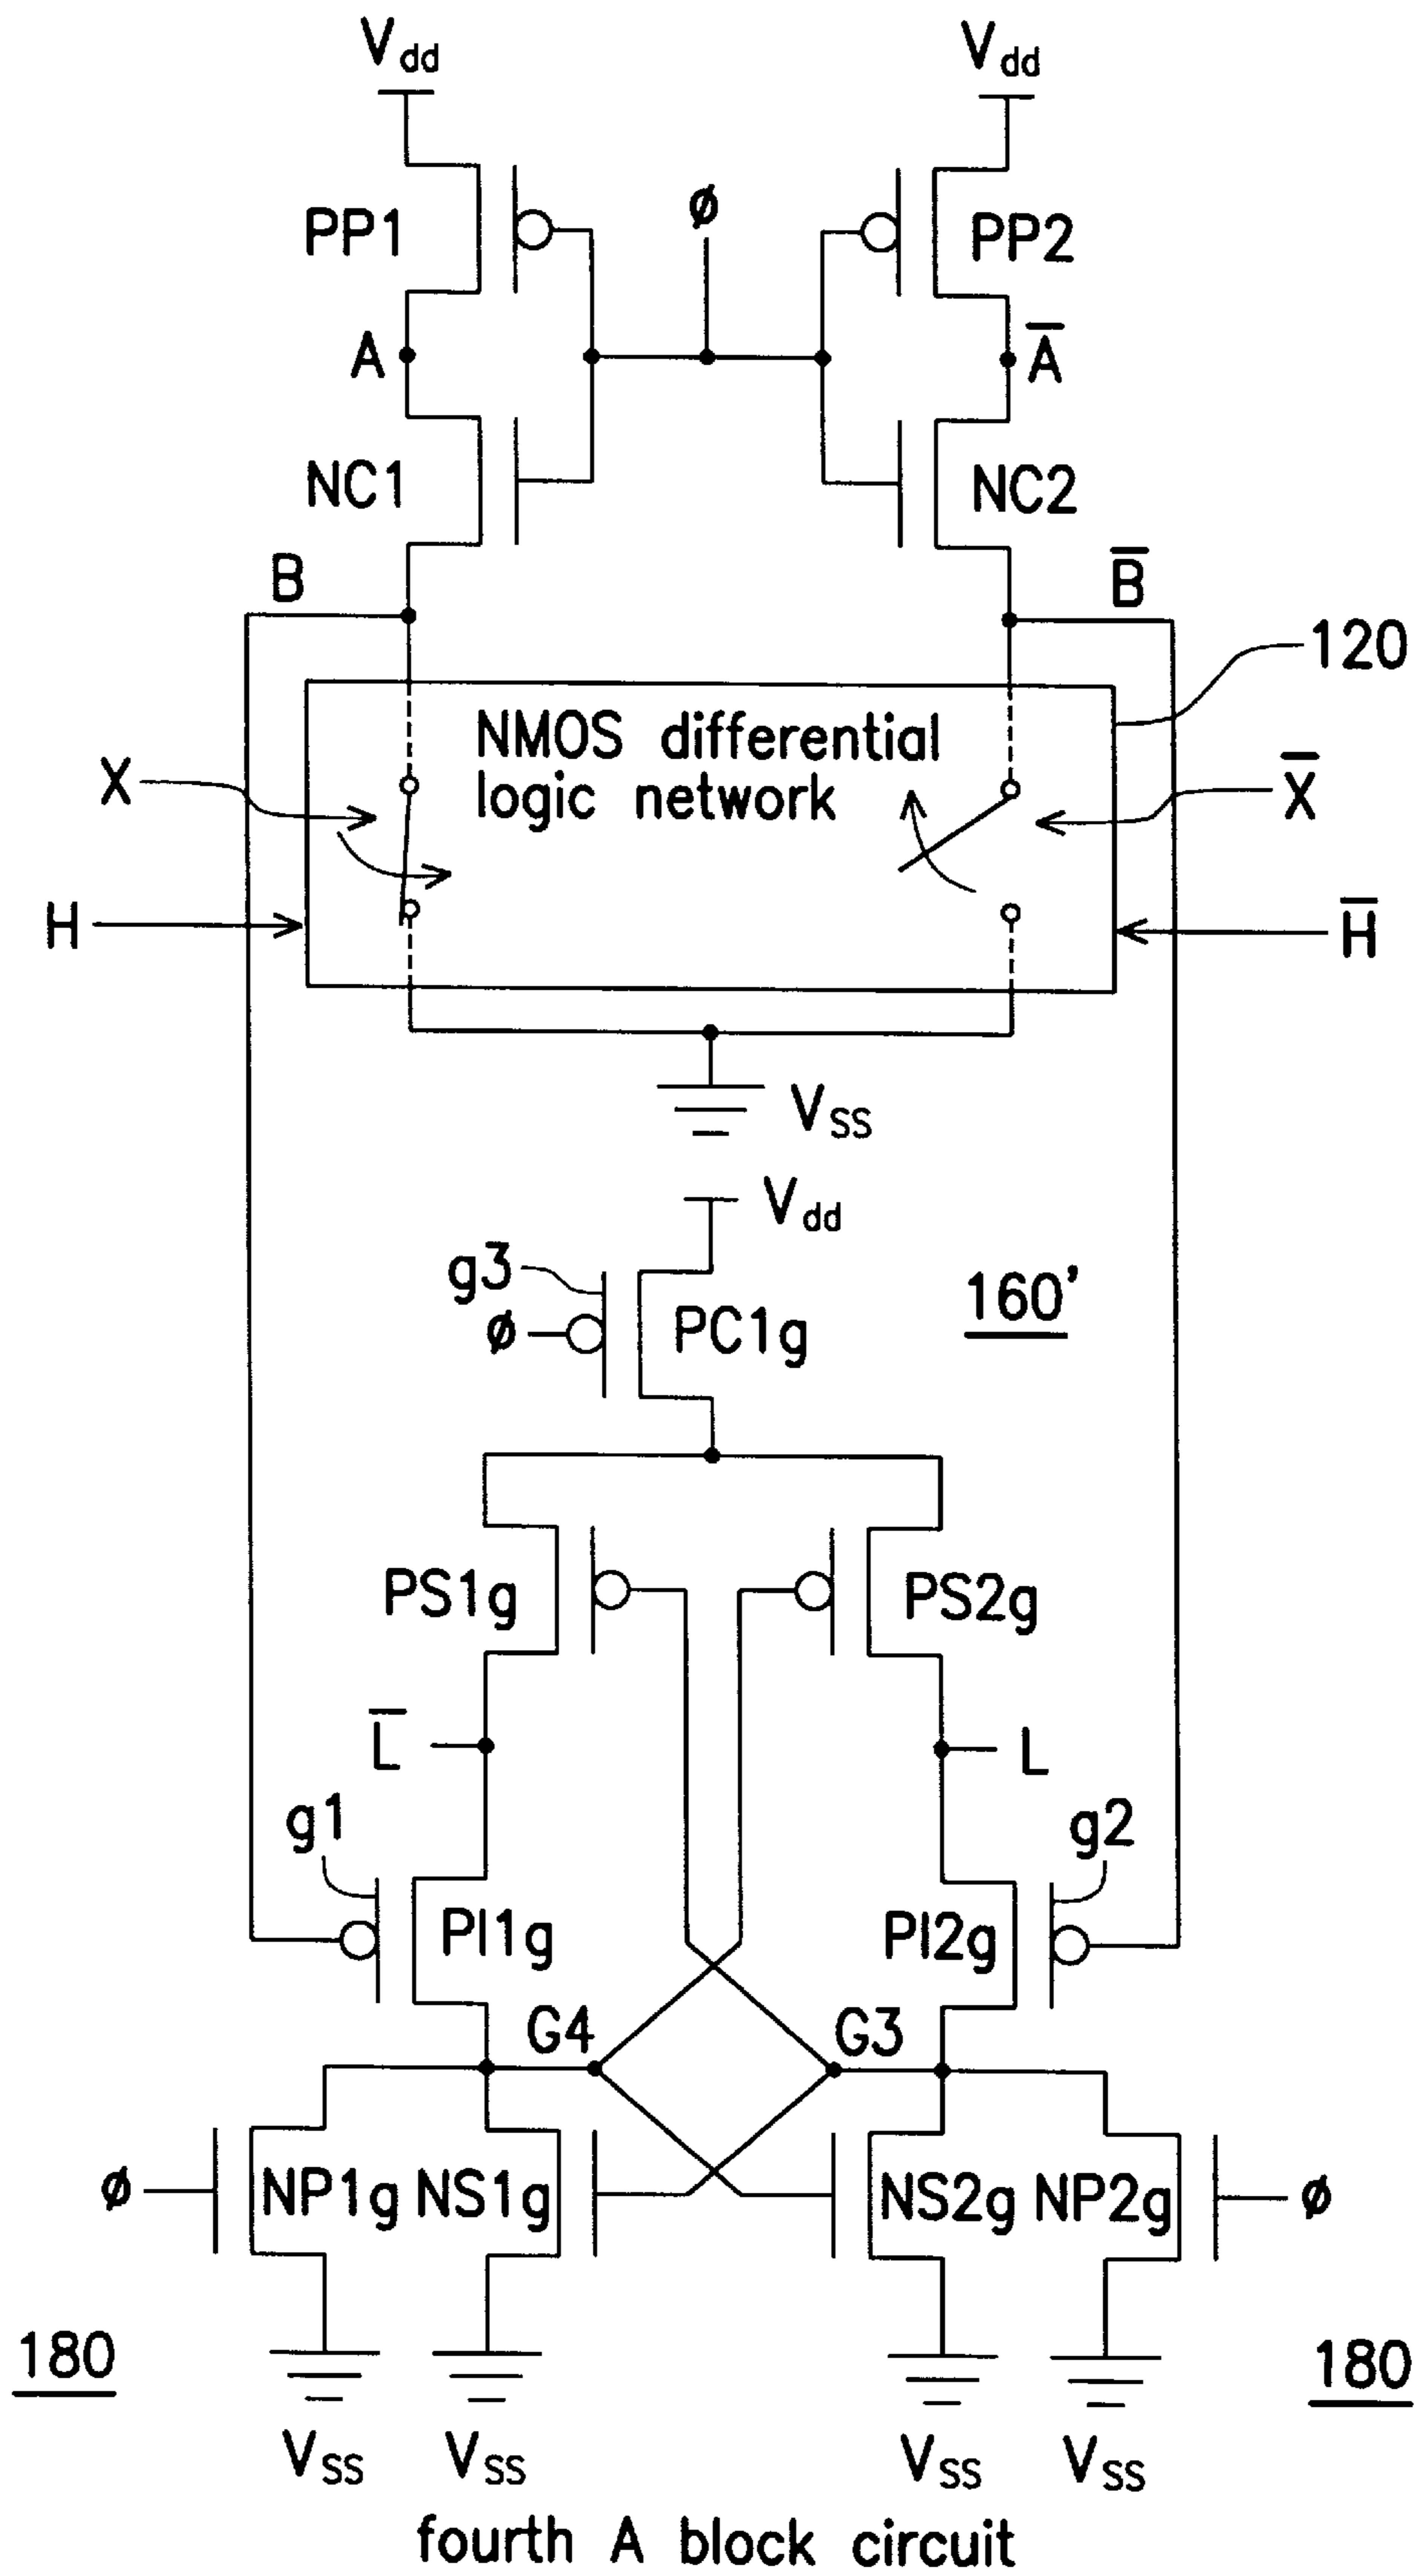 Vdd Vdd
PP1 ø PP2
A A̅
NC1 NC2
B B̅
120
NMOS differential
logic network
X X̅
H H̅
VSS
Vdd
g3
ø PC1g 160'
PS1g PS2g
L̅ L
g1 g2
PI1g PI2g
G4 G3
ø NP1g NS1g NS2g NP2g ø
180 180
VSS VSS VSS VSS
fourth A block circuit